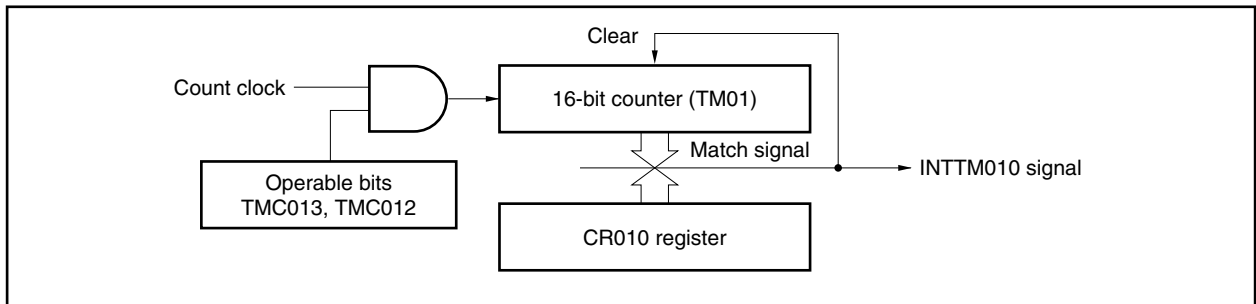 Clear
Count clock
16-bit counter (TM01)
Match signal
INTTM010 signal
Operable bits
TMC013, TMC012
CR010 register